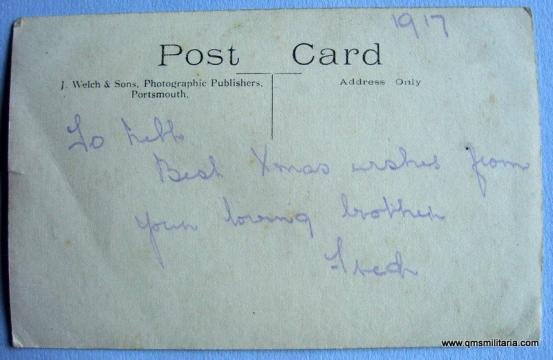 1917
Post Card
J. Welch & Sons, Photographic Publishers,
Portsmouth.
Address Only
To
Best Xmas wishes from
your loving brother
Fred
www.qmsmilitaria.com